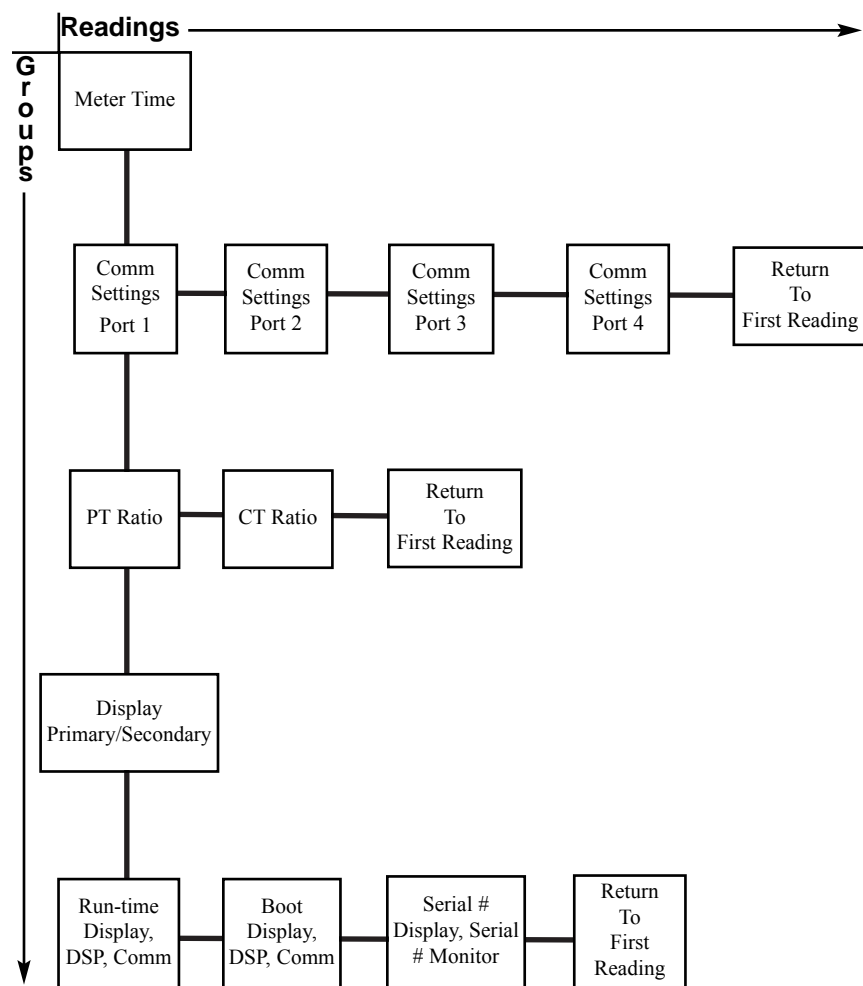 Readings
Groups
Meter Time
Comm
Settings
Port 1
Comm
Settings
Port 2
Comm
Settings
Port 3
Comm
Settings
Port 4
Return
To
First Reading
PT Ratio
CT Ratio
Return
To
First Reading
Display
Primary/Secondary
Run-time
Display,
DSP, Comm
Boot
Display,
DSP, Comm
Serial #
Display, Serial
# Monitor
Return
To
First
Reading